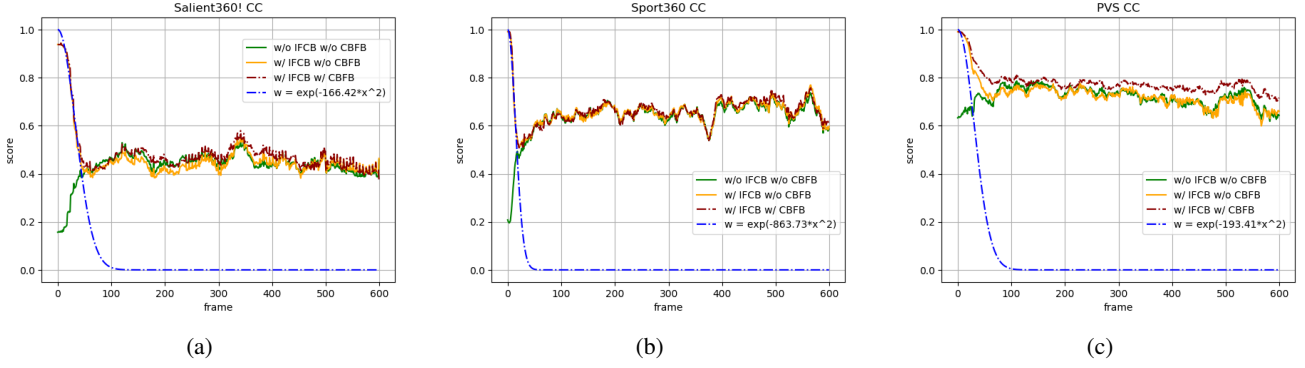 Salient360! CC
1.0
0.8
0.6
0.4
0.2
0.0
score
w/o IFCB w/o CBFB
w/ IFCB w/o CBFB
w/ IFCB w/ CBFB
w = exp(-166.42*x^2)
0 100 200 300 400 500 600
frame
(a)
Sport360 CC
1.0
0.8
0.6
0.4
0.2
0.0
score
w/o IFCB w/o CBFB
w/ IFCB w/o CBFB
w/ IFCB w/ CBFB
w = exp(-863.73*x^2)
0 100 200 300 400 500 600
frame
(b)
PVS CC
1.0
0.8
0.6
0.4
0.2
0.0
score
w/o IFCB w/o CBFB
w/ IFCB w/o CBFB
w/ IFCB w/ CBFB
w = exp(-193.41*x^2)
0 100 200 300 400 500 600
frame
(c)